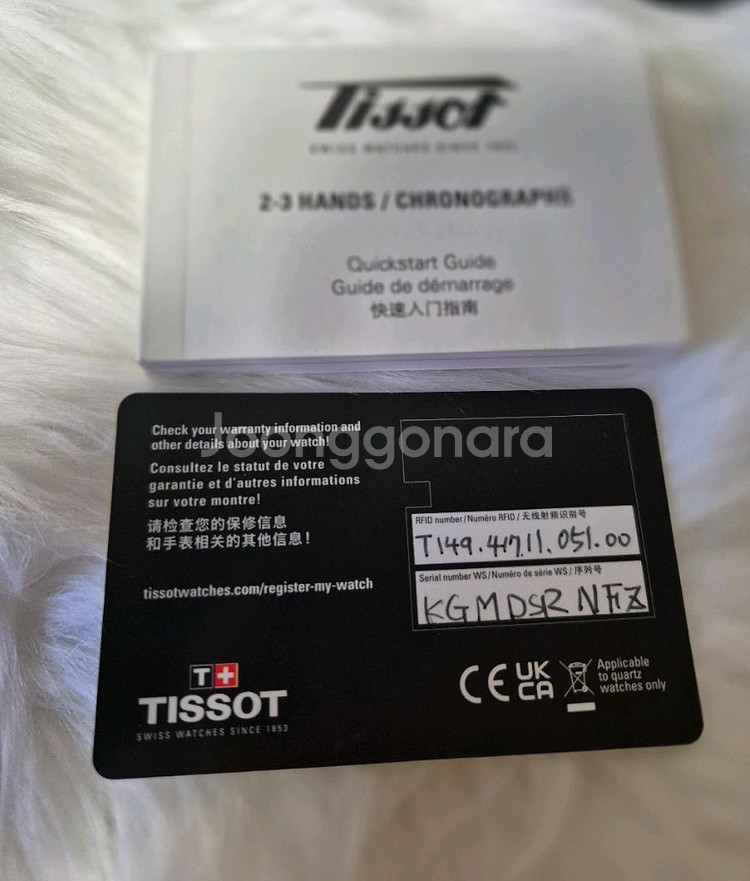 Tissot
SWISS WATCHES SINCE 1853
2-3 HANDS / CHRONOGRAPHS
Quickstart Guide
Guide de démarrage
快速入门指南
Check your warranty information and
other details about your watch!
Consultez le statut de votre
garantie et d'autres informations
sur votre montre!
请检查您的保修信息
和手表相关的其他信息！
tissotwatches.com/register-my-watch
T+
TISSOT
SWISS WATCHES SINCE 1853
Joonggonara
RFID number/Numéro RFID/无线射频识别号
T149.417.11.051.00
Serial number WS/Numéro de série WS/序列号
CE UK
CA
Applicable
to quartz
watches only